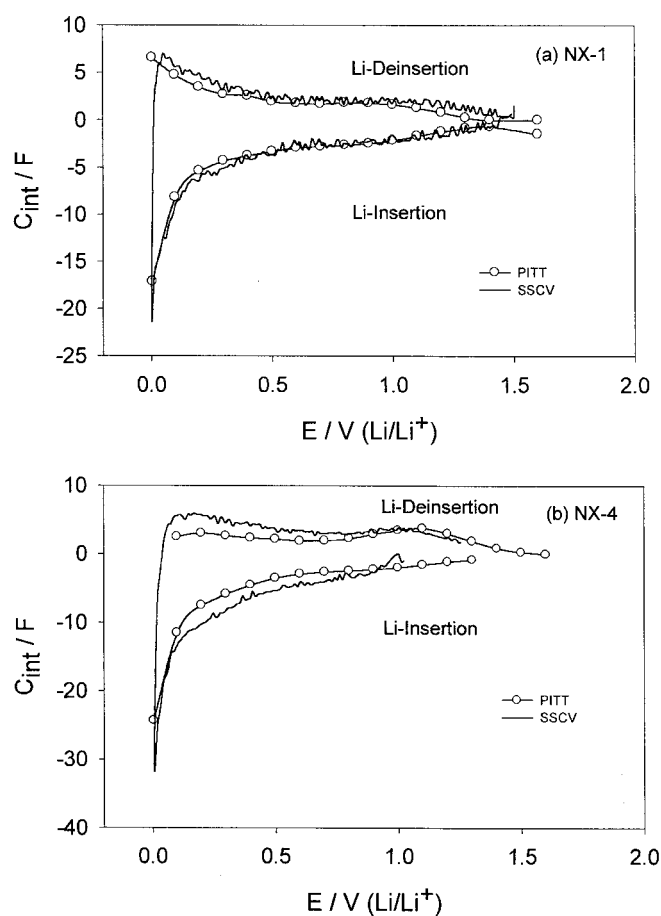 10
(a) NX-1
5
Li-Deinsertion
0
-5
C_int / F
-10
Li-Insertion
-15
PITT
-20
SSCV
-25
0.0 0.5 1.0 1.5 2.0
E / V (Li/Li⁺)
10
Li-Deinsertion
(b) NX-4
0
-10
Li-Insertion
C_int / F
-20
PITT
SSCV
-30
-40
0.0 0.5 1.0 1.5 2.0
E / V (Li/Li⁺)